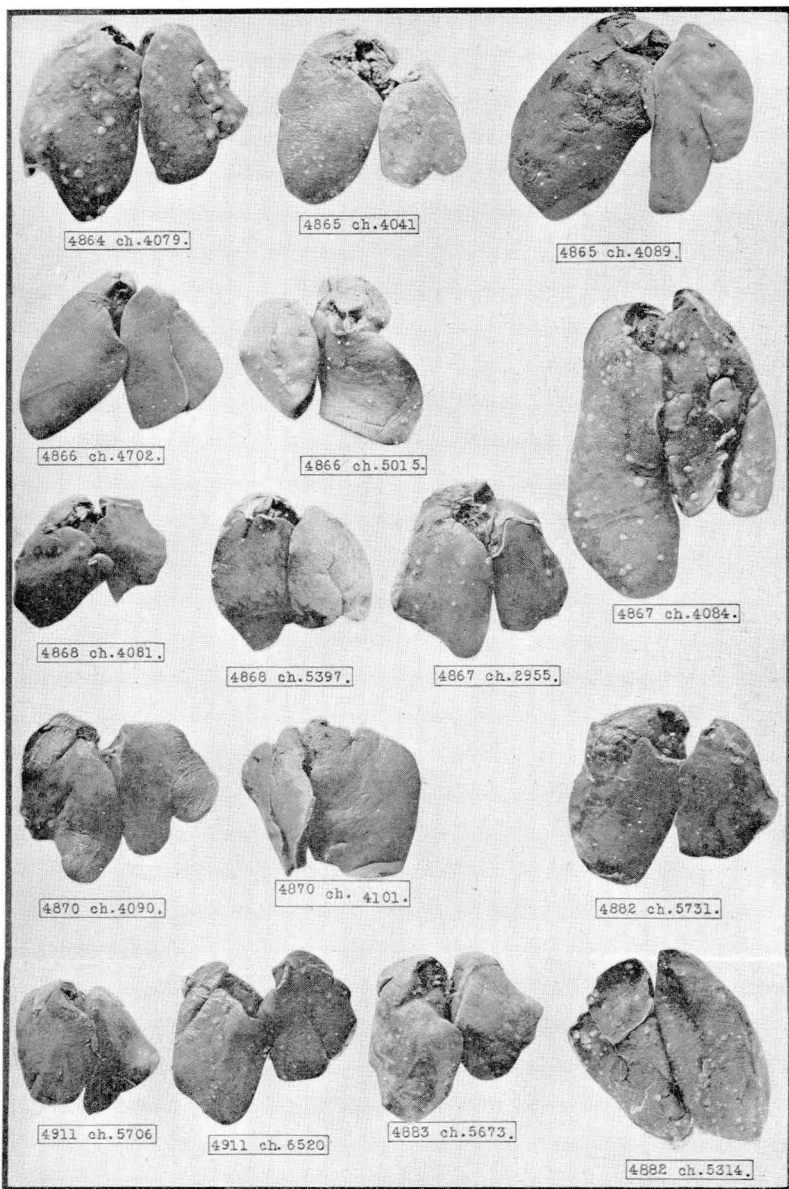 4864 ch.4079.
4865 ch.4041
4865 ch.4089.
4866 ch.4702.
4866 ch.5015.
4867 ch.4084.
4868 ch.4081.
4868 ch.5397.
4867 ch.2955.
4870 ch.4090.
4870 ch. 4101.
4882 ch.5731.
4911 ch.5706
4911 ch.6520
4883 ch.5673.
4882 ch.5314.